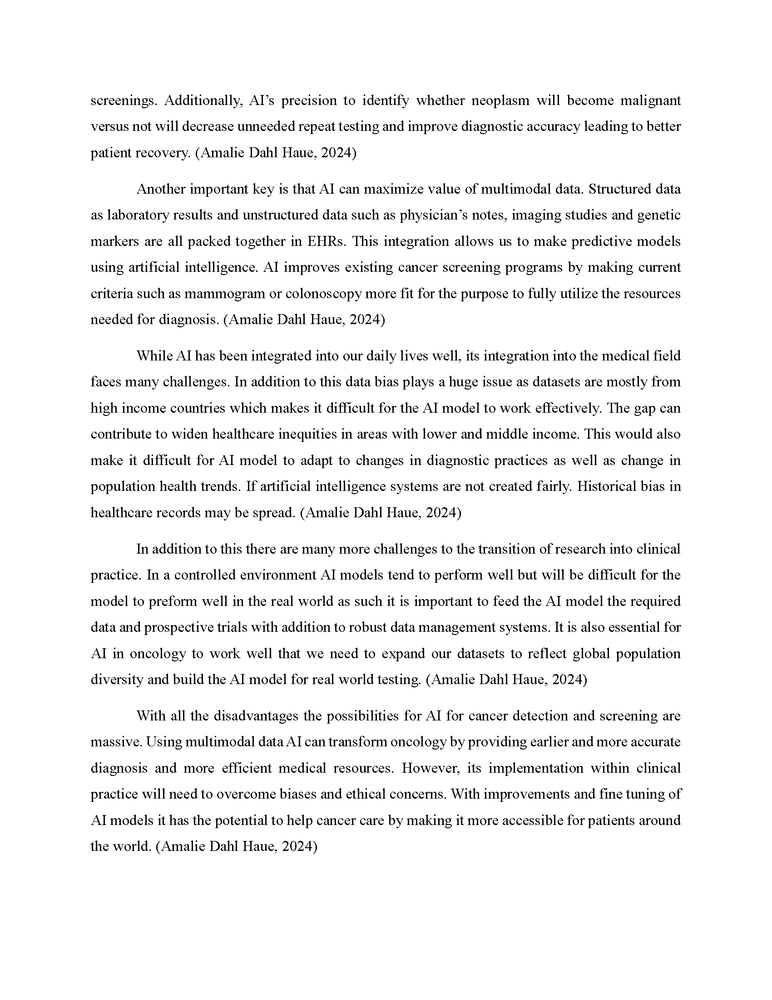 screenings. Additionally, AI’s precision to identify whether neoplasm will become malignant
versus not will decrease unneeded repeat testing and improve diagnostic accuracy leading to better
patient recovery. (Amalie Dahl Haue, 2024)
Another important key is that AI can maximize value of multimodal data. Structured data
as laboratory results and unstructured data such as physician’s notes, imaging studies and genetic
markers are all packed together in EHRs. This integration allows us to make predictive models
using artificial intelligence. AI improves existing cancer screening programs by making current
criteria such as mammogram or colonoscopy more fit for the purpose to fully utilize the resources
needed for diagnosis. (Amalie Dahl Haue, 2024)
While AI has been integrated into our daily lives well, its integration into the medical field
faces many challenges. In addition to this data bias plays a huge issue as datasets are mostly from
high income countries which makes it difficult for the AI model to work effectively. The gap can
contribute to widen healthcare inequities in areas with lower and middle income. This would also
make it difficult for AI model to adapt to changes in diagnostic practices as well as change in
population health trends. If artificial intelligence systems are not created fairly. Historical bias in
healthcare records may be spread. (Amalie Dahl Haue, 2024)
In addition to this there are many more challenges to the transition of research into clinical
practice. In a controlled environment AI models tend to perform well but will be difficult for the
model to preform well in the real world as such it is important to feed the AI model the required
data and prospective trials with addition to robust data management systems. It is also essential for
AI in oncology to work well that we need to expand our datasets to reflect global population
diversity and build the AI model for real world testing. (Amalie Dahl Haue, 2024)
With all the disadvantages the possibilities for AI for cancer detection and screening are
massive. Using multimodal data AI can transform oncology by providing earlier and more accurate
diagnosis and more efficient medical resources. However, its implementation within clinical
practice will need to overcome biases and ethical concerns. With improvements and fine tuning of
AI models it has the potential to help cancer care by making it more accessible for patients around
the world. (Amalie Dahl Haue, 2024)